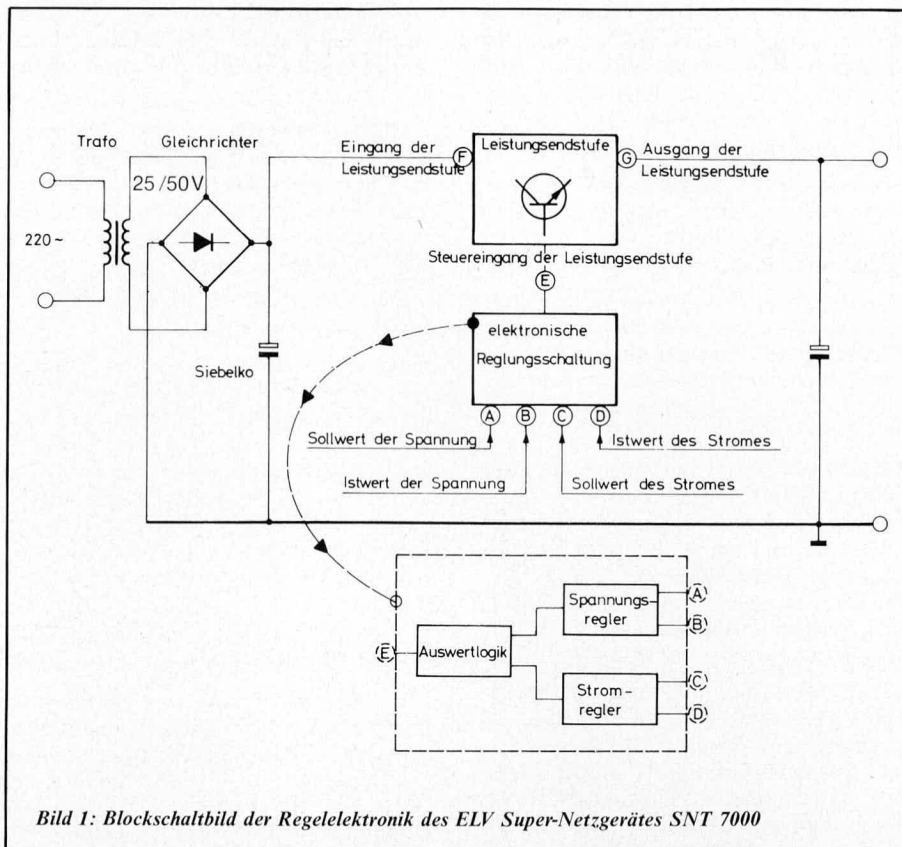 Trafo
Gleichrichter
25/50V
220~
Siebelko
Eingang der
Leistungsendstufe
F
Leistungsendstufe
G
Ausgang der
Leistungsendstufe
Steuereingang der Leistungsendstufe
E
elektronische
Reglungsschaltung
A
B
C
D
Sollwert der Spannung
Istwert des Stromes
Istwert der Spannung
Sollwert des Stromes
E
Auswertlogik
Spannungs-
regler
A
B
Strom-
regler
C
D
Bild 1: Blockschaltbild der Regelelektronik des ELV Super-Netzgerätes SNT 7000